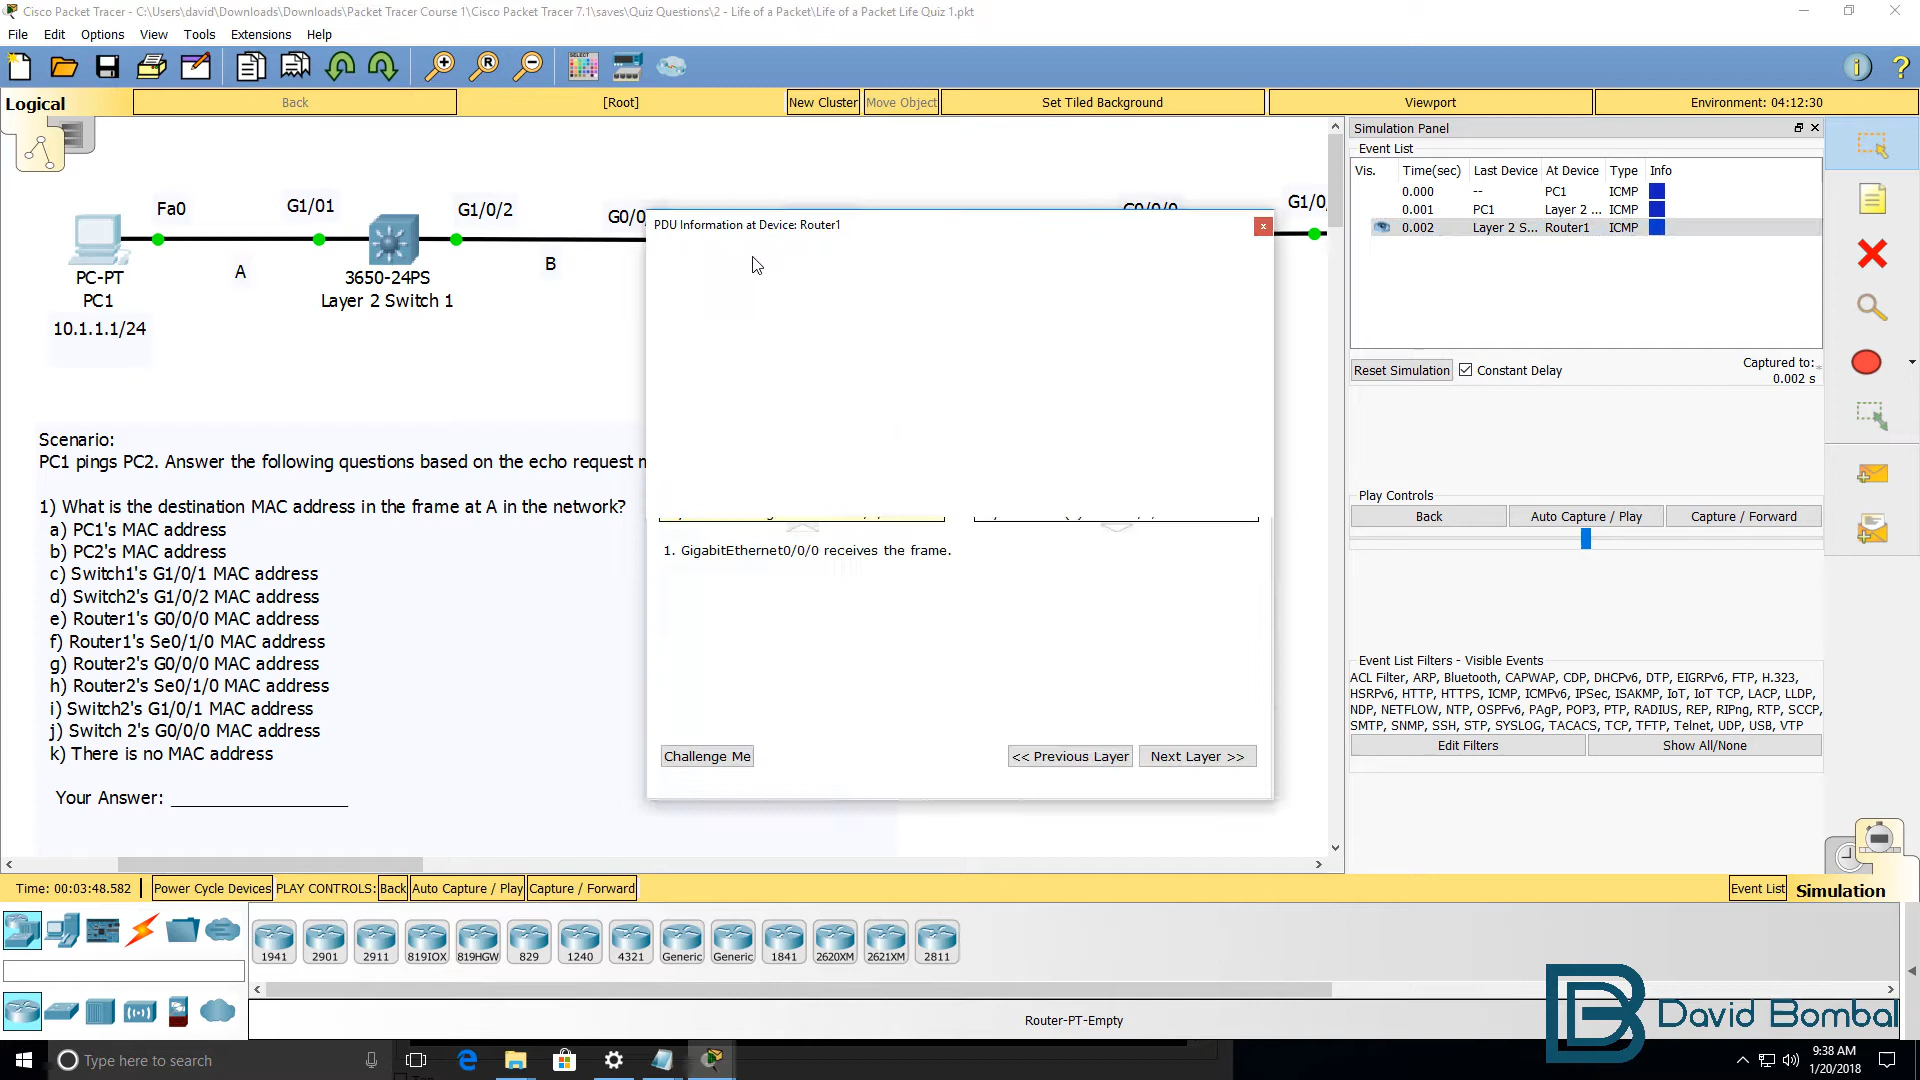 Cisco Packet Tracer - C:\Users\david\Downloads\Downloads\Packet Tracer Course 1\Cisco Packet Tracer 7.1\saves\Quiz Questions\2 - Life of a Packet\Life of a Packet Life Quiz 1.pkt
File Edit Options View Tools Extensions Help
Logical Back [Root] New Cluster Move Object Set Tiled Background Viewport Environment: 04:12:30
Simulation Panel
Event List
Vis. Time(sec) Last Device At Device Type Info
0.000 -- PC1 ICMP
0.001 PC1 Layer 2 ... ICMP
0.002 Layer 2 S... Router1 ICMP
Reset Simulation Constant Delay Captured to:
0.002 s
Fa0 G1/01 G1/0/2
A B
PC-PT
PC1
10.1.1.1/24
3650-24PS
Layer 2 Switch 1
PDU Information at Device: Router1
1. GigabitEthernet0/0/0 receives the frame.
Challenge Me << Previous Layer Next Layer >>
Scenario:
PC1 pings PC2. Answer the following questions based on the echo request
1) What is the destination MAC address in the frame at A in the network?
a) PC1's MAC address
b) PC2's MAC address
c) Switch1's G1/0/1 MAC address
d) Switch2's G1/0/2 MAC address
e) Router1's G0/0/0 MAC address
f) Router1's Se0/1/0 MAC address
g) Router2's G0/0/0 MAC address
h) Router2's Se0/1/0 MAC address
i) Switch2's G1/0/1 MAC address
j) Switch 2's G0/0/0 MAC address
k) There is no MAC address
Your Answer: ________________
Play Controls
Back Auto Capture / Play Capture / Forward
Event List Filters - Visible Events
ACL Filter, ARP, Bluetooth, CAPWAP, CDP, DHCPv6, DTP, EIGRPv6, FTP, H.323,
HSRPv6, HTTP, HTTPS, ICMP, ICMPv6, IPSec, ISAKMP, IoT, IoT TCP, LACP, LLDP,
NDP, NETFLOW, NTP, OSPFv6, PAgP, POP3, PTP, RADIUS, REP, RIPng, RTP, SCCP,
SMTP, SNMP, SSH, STP, SYSLOG, TACACS, TCP, TFTP, Telnet, UDP, USB, VTP
Edit Filters Show All/None
Time: 00:03:48.582 Power Cycle Devices PLAY CONTROLS: Back Auto Capture / Play Capture / Forward Event List Simulation
1941 2901 2911 819IOX 819HGW 829 1240 4321 Generic Generic 1841 2620XM 2621XM 2811
Router-PT-Empty
David Bombal
Type here to search
9:38 AM
1/20/2018